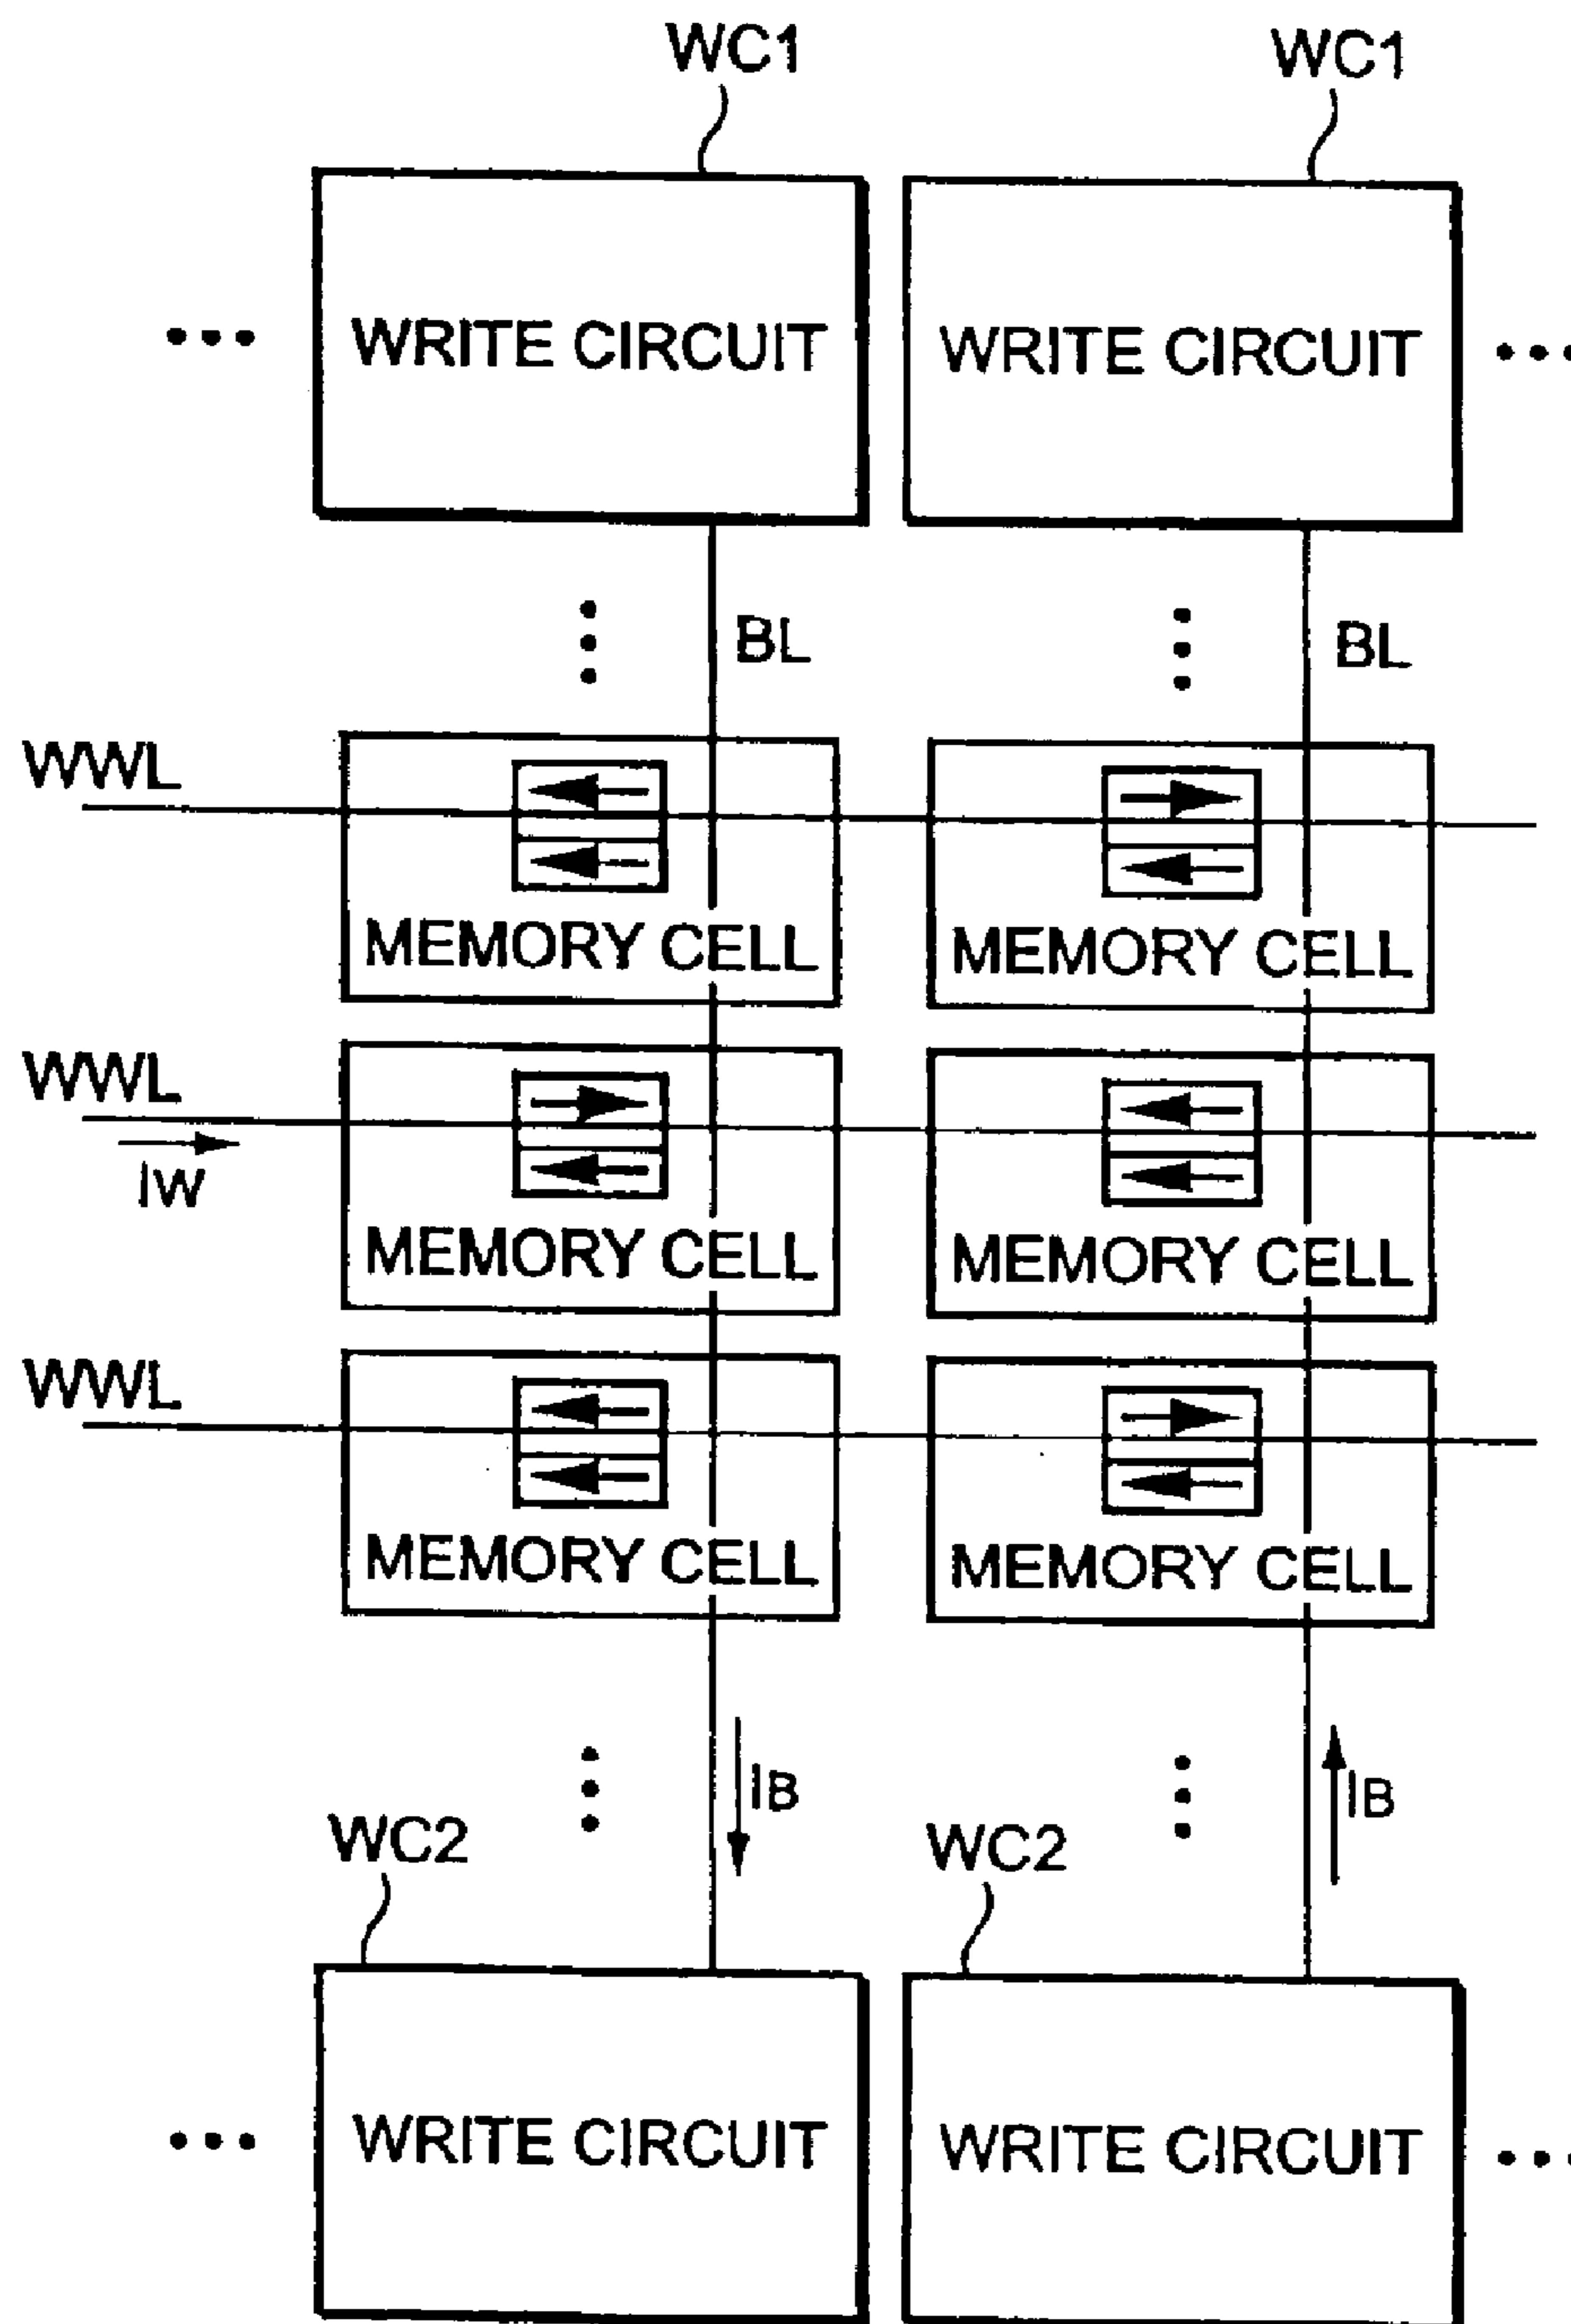 WC1 WC1
WRITE CIRCUIT WRITE CIRCUIT
BL BL
WWL
MEMORY CELL MEMORY CELL
WWL
IW
MEMORY CELL MEMORY CELL
WWL
MEMORY CELL MEMORY CELL
IB IB
WC2 WC2
WRITE CIRCUIT WRITE CIRCUIT